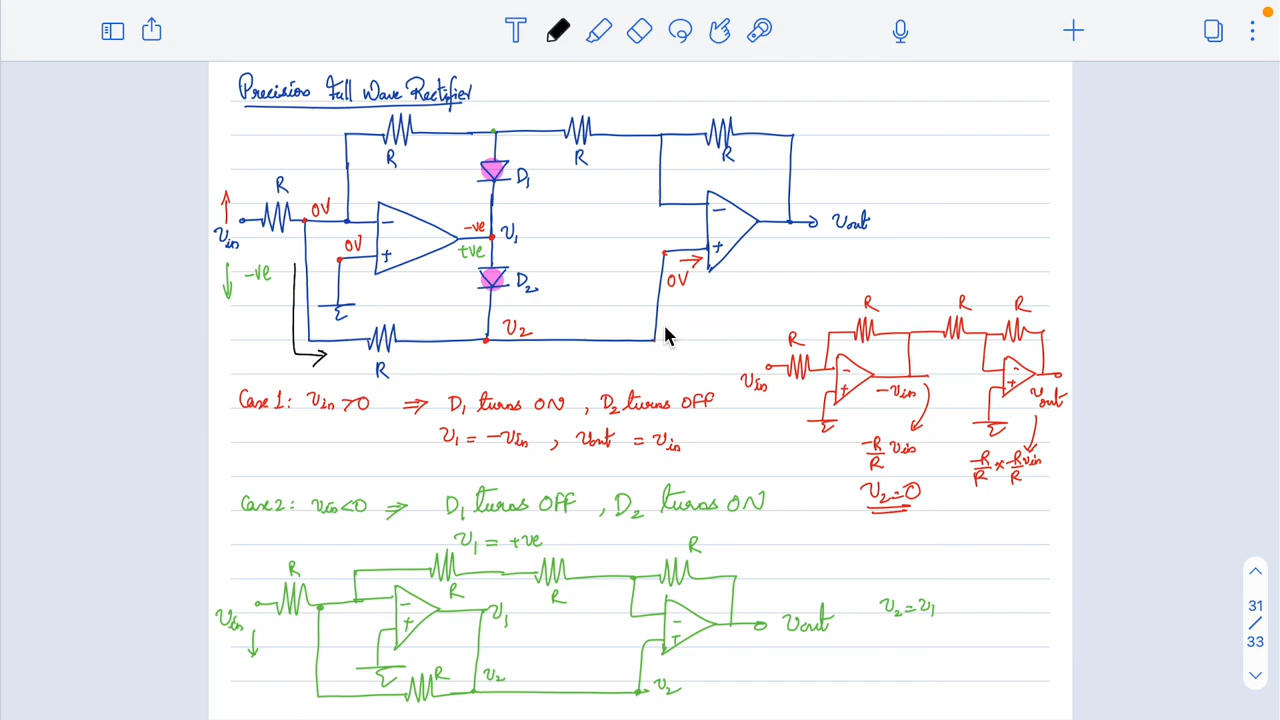 Precision Full Wave Rectifier
R
R
R
D₁
R
0V
Vin
-ve
0V
-
+
-ve
+ve
V₁
D₂
V₂
R
-
+
0V
Vout
Case 1: Vin > 0 ⇒ D₁ turns ON , D₂ turns OFF
V₁ = -Vin , Vout = Vin
R
R
R
R
Vin
-
+
-Vin
-
+
Vout
-R/R Vin
-R/R × -R/R Vin
V₂ = 0
Case 2: Vin < 0 ⇒ D₁ turns OFF , D₂ turns ON
V₁ = +ve
R
R
R
R
Vin
-
+
V₁
R
V₂
-
+
V₂
Vout
V₂ = V₁
T
31
/
33